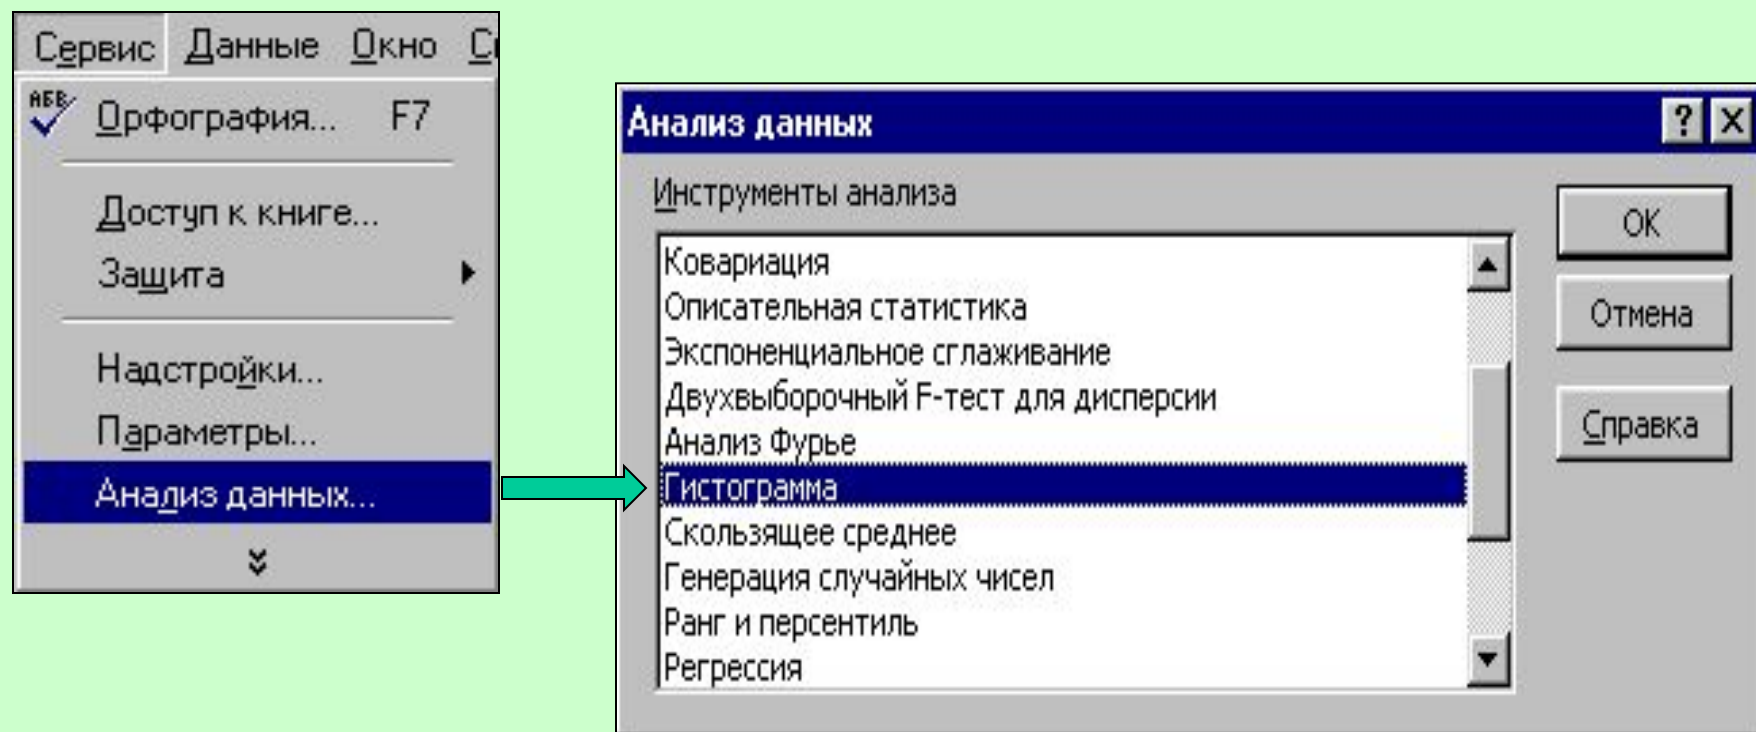 Сервис Данные Окно
АБВ
Орфография... F7
Доступ к книге...
Защита
Надстройки...
Параметры...
Анализ данных...
Анализ данных
Инструменты анализа
Ковариация
Описательная статистика
Экспоненциальное сглаживание
Двухвыборочный F-тест для дисперсии
Анализ Фурье
Гистограмма
Скользящее среднее
Генерация случайных чисел
Ранг и персентиль
Регрессия
ОК
Отмена
Справка